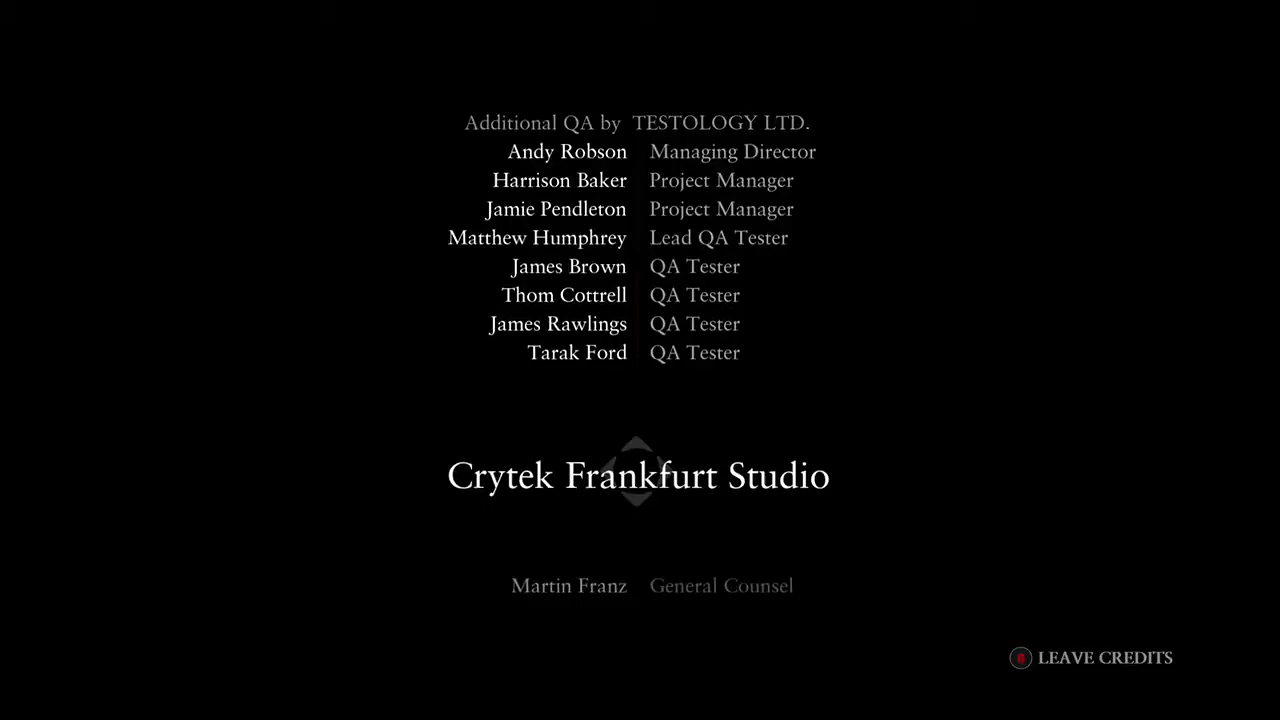 Additional QA by TESTOLOGY LTD.
Andy Robson Managing Director
Harrison Baker Project Manager
Jamie Pendleton Project Manager
Matthew Humphrey Lead QA Tester
James Brown QA Tester
Thom Cottrell QA Tester
James Rawlings QA Tester
Tarak Ford QA Tester
Crytek Frankfurt Studio
Martin Franz General Counsel
LEAVE CREDITS